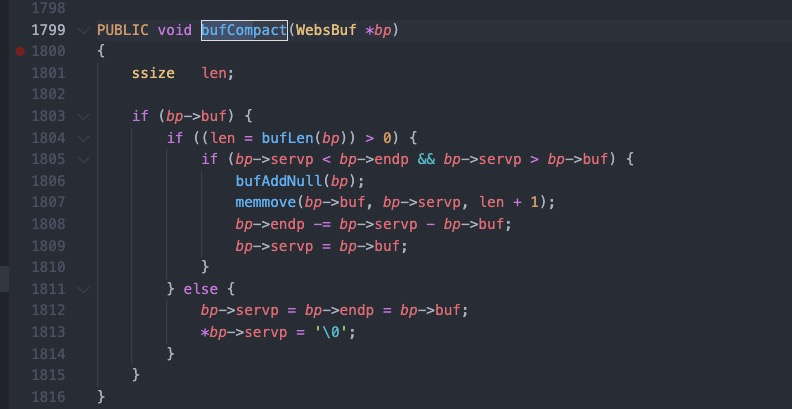 1798
1799 PUBLIC void bufCompact(WebsBuf *bp)
1800 {
1801     ssize   len;
1802
1803     if (bp->buf) {
1804         if ((len = bufLen(bp)) > 0) {
1805             if (bp->servp < bp->endp && bp->servp > bp->buf) {
1806                 bufAddNull(bp);
1807                 memmove(bp->buf, bp->servp, len + 1);
1808                 bp->endp -= bp->servp - bp->buf;
1809                 bp->servp = bp->buf;
1810             }
1811         } else {
1812             bp->servp = bp->endp = bp->buf;
1813             *bp->servp = '\0';
1814         }
1815     }
1816 }